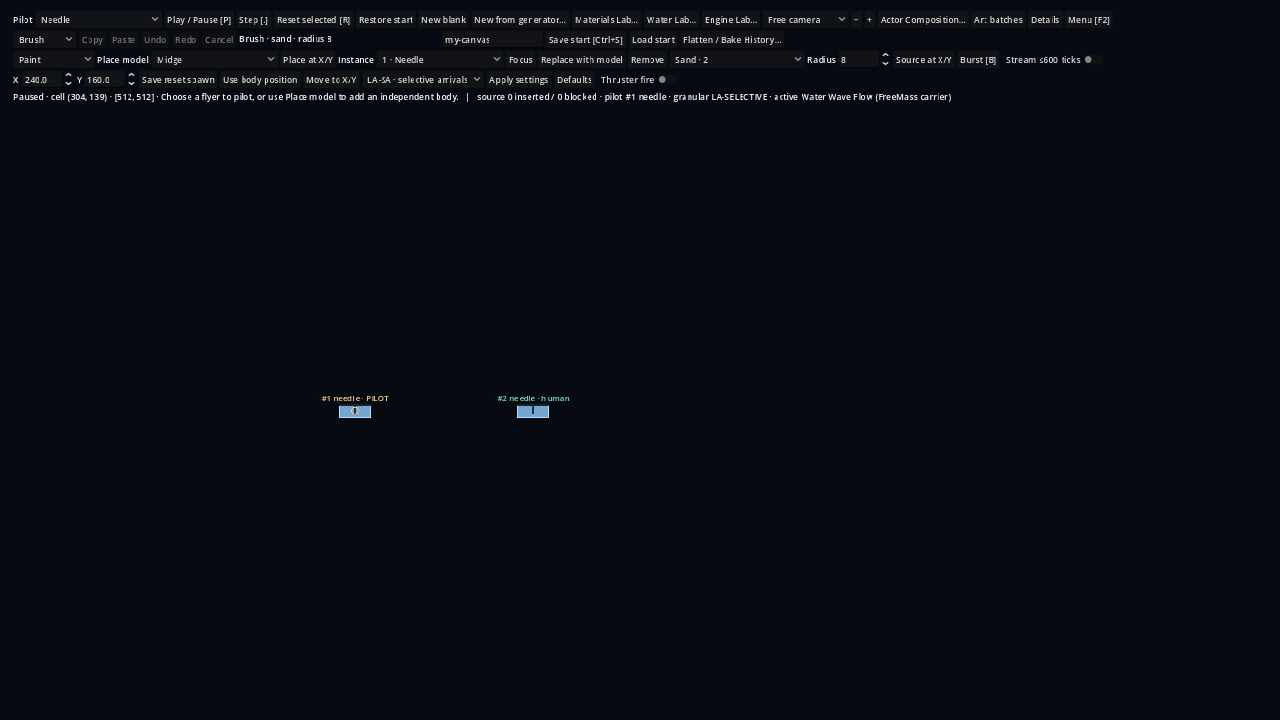 Pilot Needle Play / Pause [P] Step [.] Reset selected [R] Restore start New blank New from generator... Materials Lab... Water Lab... Engine Lab... Free camera − + Actor Composition... Art batches Details Menu [F2]
Brush Copy Paste Undo Redo Cancel Brush · sand · radius 8 my-canvas Save start [Ctrl+S] Load start Flatten / Bake History...
Paint Place model Midge Place at X/Y Instance 1 · Needle Focus Replace with model Remove Sand · 2 Radius 8 Source at X/Y Burst [B] Stream ≤600 ticks
X 240.0 Y 160.0 Save reset spawn Use body position Move to X/Y LA-SA · selective arrivals Apply settings Defaults Thruster fire
Paused · cell (304, 139) · [512, 512] · Choose a flyer to pilot, or use Place model to add an independent body. | source 0 inserted / 0 blocked · pilot #1 needle · granular LA-SELECTIVE · active Water Wave Flow (FreeMass carrier)
#1 needle · PILOT #2 needle · human